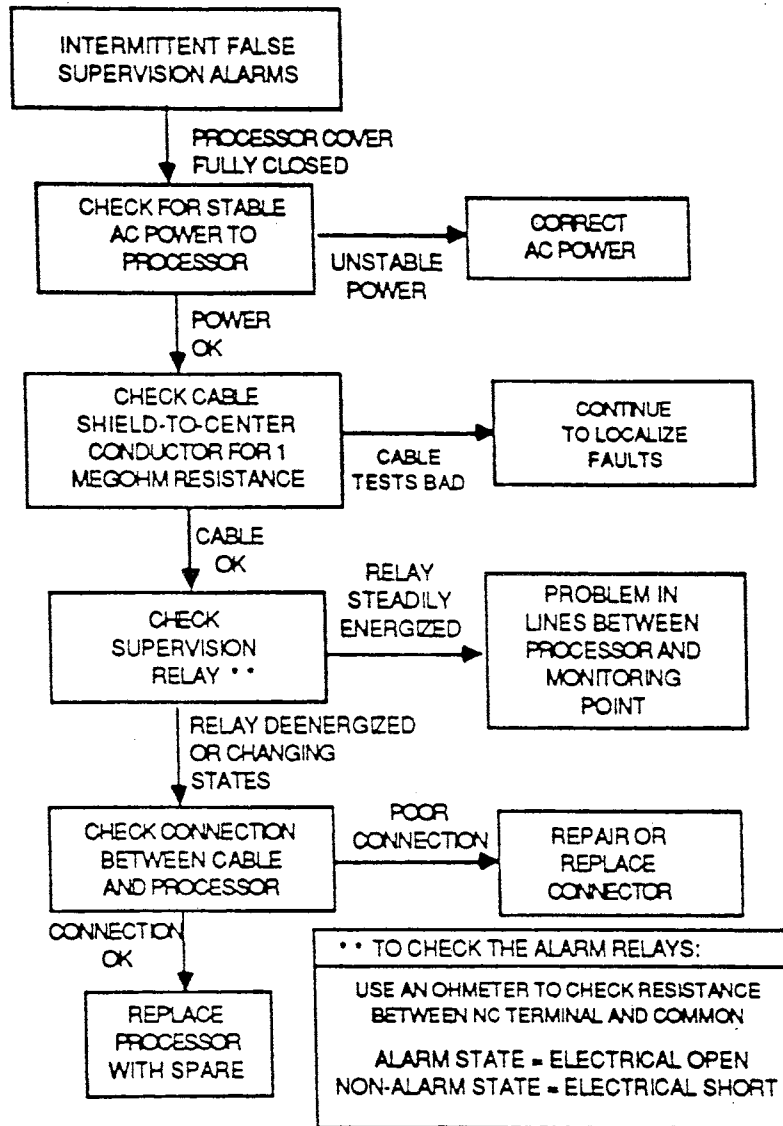 INTERMITTENT FALSE
SUPERVISION ALARMS
PROCESSOR COVER
FULLY CLOSED
CHECK FOR STABLE
AC POWER TO
PROCESSOR
UNSTABLE
POWER
CORRECT
AC POWER
POWER
OK
CHECK CABLE
SHIELD-TO-CENTER
CONDUCTOR FOR 1
MEGOHM RESISTANCE
CABLE
TESTS BAD
CONTINUE
TO LOCALIZE
FAULTS
CABLE
OK
CHECK
SUPERVISION
RELAY **
RELAY
STEADILY
ENERGIZED
PROBLEM IN
LINES BETWEEN
PROCESSOR AND
MONITORING
POINT
RELAY DEENERGIZED
OR CHANGING
STATES
CHECK CONNECTION
BETWEEN CABLE
AND PROCESSOR
POOR
CONNECTION
REPAIR OR
REPLACE
CONNECTOR
CONNECTION
OK
REPLACE
PROCESSOR
WITH SPARE
** TO CHECK THE ALARM RELAYS:
USE AN OHMETER TO CHECK RESISTANCE
BETWEEN NC TERMINAL AND COMMON
ALARM STATE = ELECTRICAL OPEN
NON-ALARM STATE = ELECTRICAL SHORT